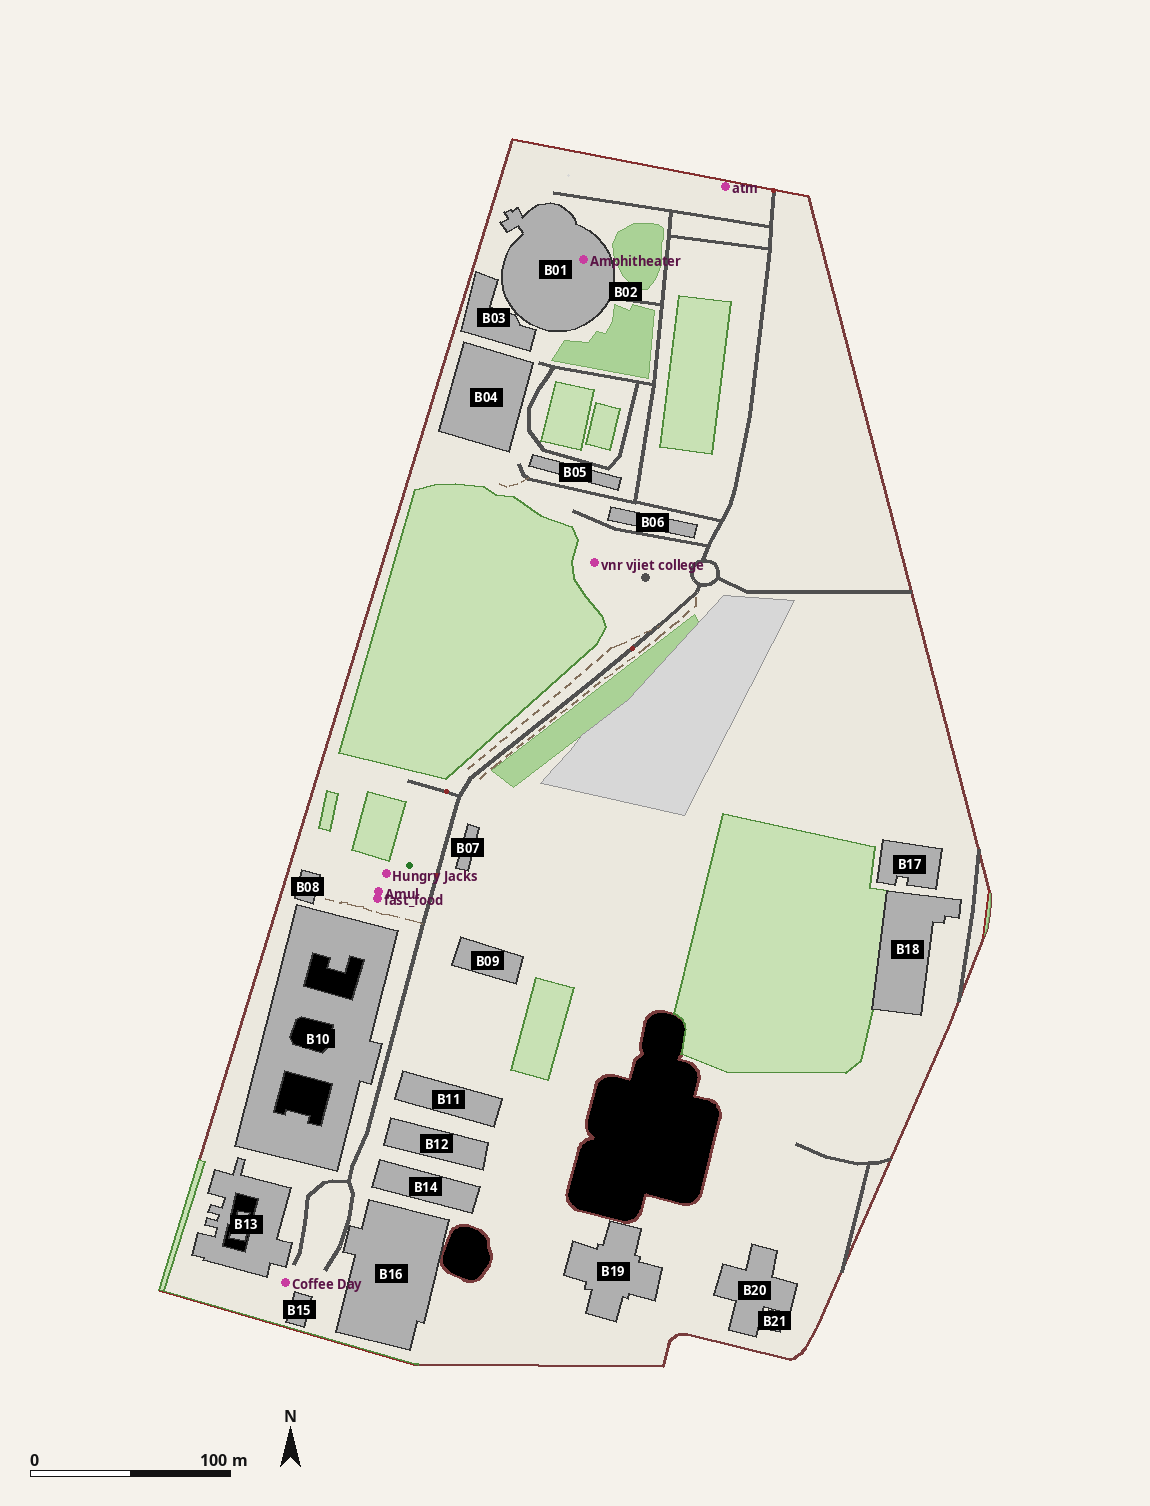 atm
B01
Amphitheater
B02
B03
B04
B05
B06
vnr vjiet college
B07
Hungry Jacks
B08
Amul
fast_food
B17
B18
B09
B10
B11
B12
B14
B13
B16
B19
Coffee Day
B15
B20
B21
N
0 100 m